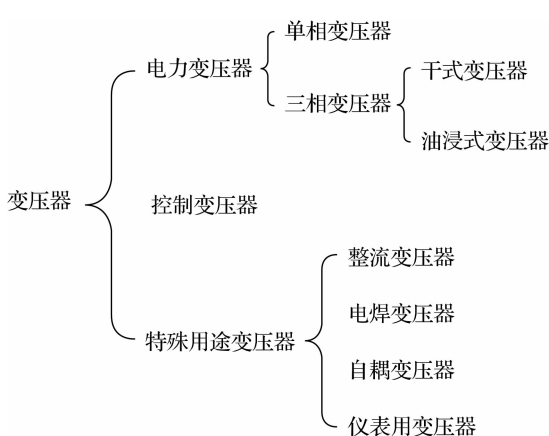 单相变压器
电力变压器
干式变压器
三相变压器
油浸式变压器
变压器
控制变压器
整流变压器
电焊变压器
特殊用途变压器
自耦变压器
仪表用变压器